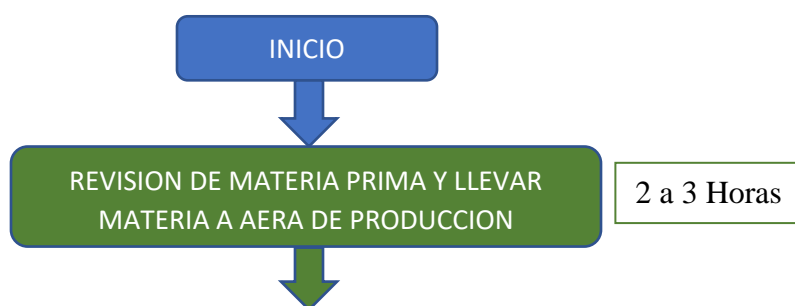 INICIO
REVISION DE MATERIA PRIMA Y LLEVAR
MATERIA A AERA DE PRODUCCION
2 a 3 Horas